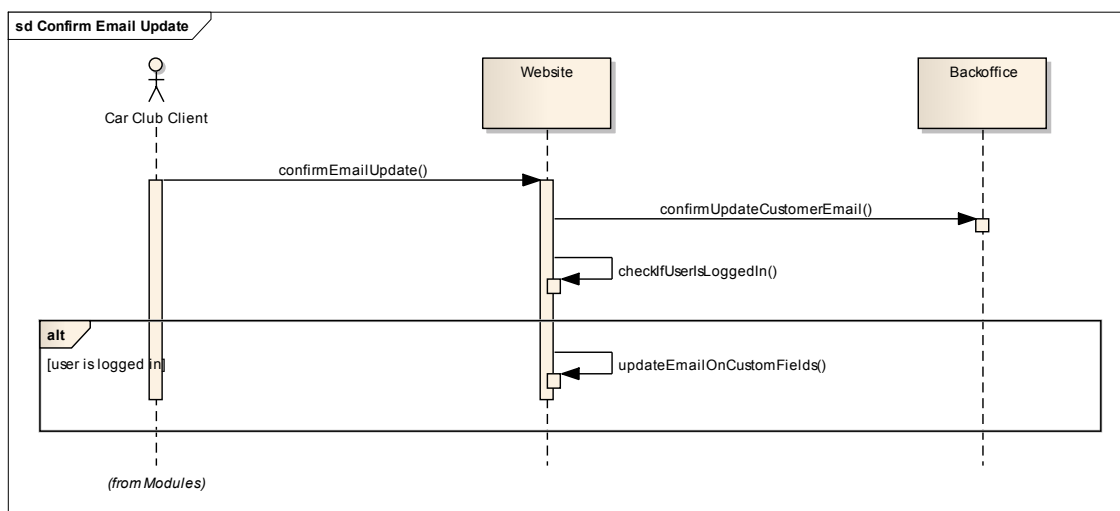 sd Confirm Email Update
Car Club Client
Website
Backoffice
confirmEmailUpdate()
confirmUpdateCustomerEmail()
checkIfUserIsLoggedIn()
alt
[user is logged in]
updateEmailOnCustomFields()
(from Modules)